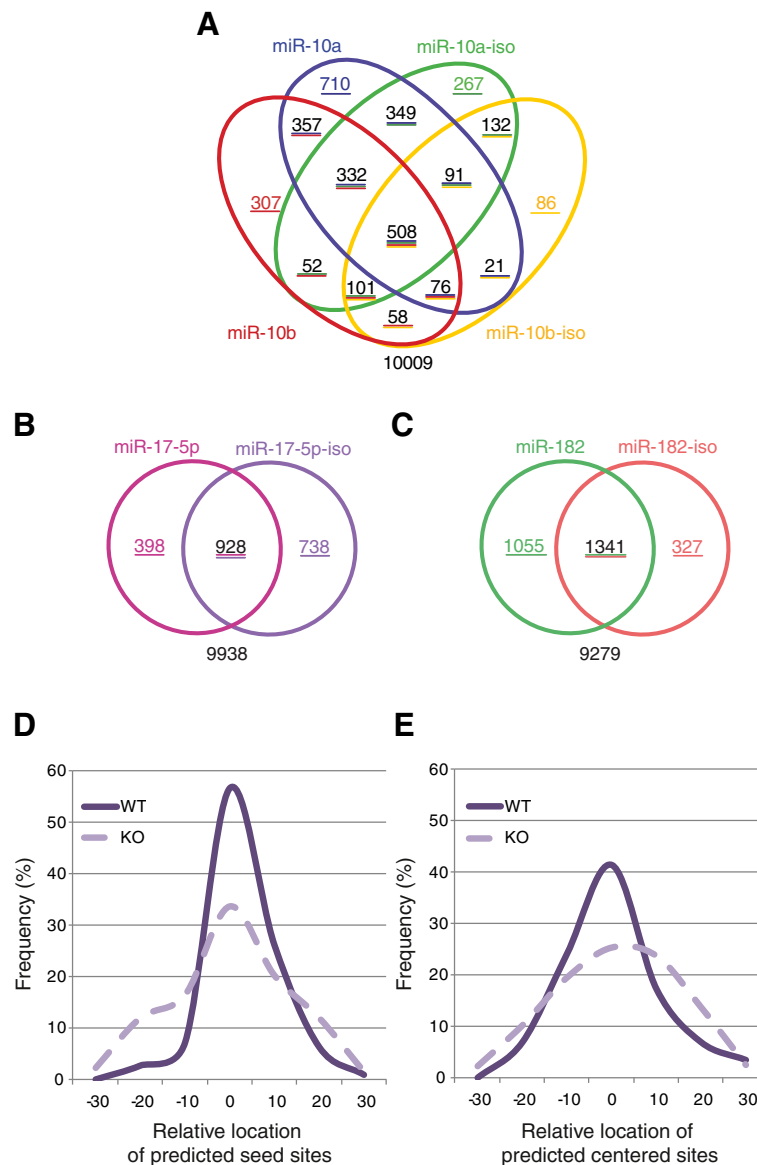 A
miR-10a miR-10a-iso
710 267
349
357 132
332 91
307 86
508
52 21
101 76
58
miR-10b miR-10b-iso
10009
B
miR-17-5p miR-17-5p-iso
398 928 738
9938
C
miR-182 miR-182-iso
1055 1341 327
9279
D
60
50
40
30
20
10
0
Frequency (%)
WT
KO
-30 -20 -10 0 10 20 30
Relative location
of predicted seed sites
E
60
50
40
30
20
10
0
Frequency (%)
WT
KO
-30 -20 -10 0 10 20 30
Relative location of
predicted centered sites